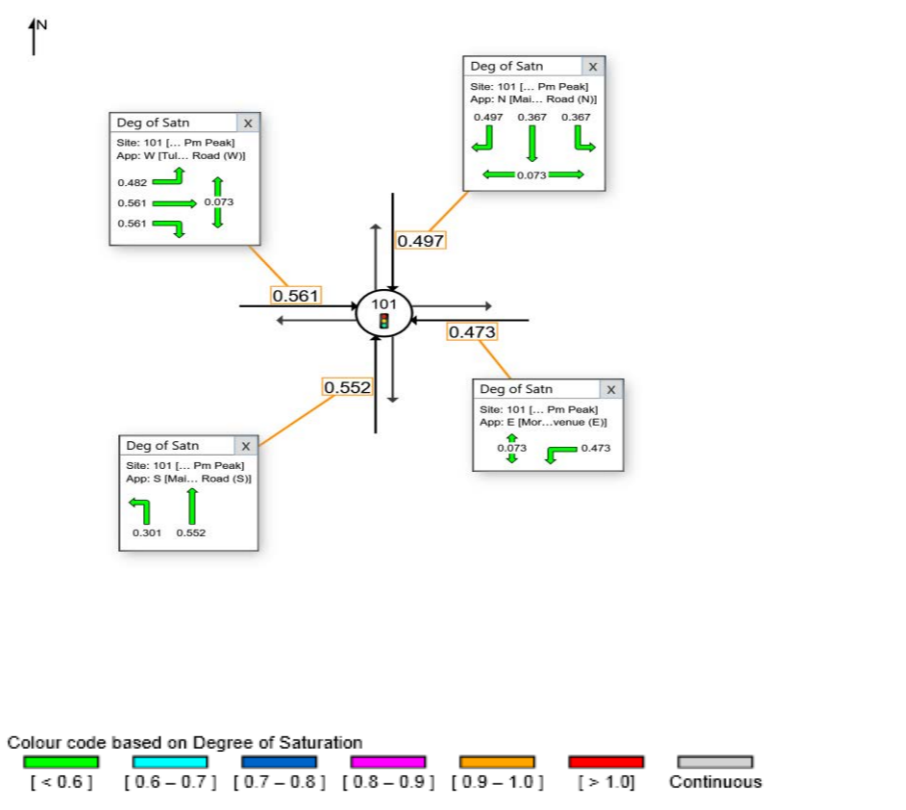 N
Deg of Satn X
Site: 101 [... Pm Peak]
App: N [Mai... Road (N)]
0.497 0.367 0.367
0.073
Deg of Satn X
Site: 101 [... Pm Peak]
App: W [Tul... Road (W)]
0.482
0.561 0.073
0.561
0.497
0.561
101
0.473
0.552
Deg of Satn X
Site: 101 [... Pm Peak]
App: E [Mor...venue (E)]
0.073 0.473
Deg of Satn X
Site: 101 [... Pm Peak]
App: S [Mai... Road (S)]
0.301 0.552
Colour code based on Degree of Saturation
[ < 0.6 ] [ 0.6 – 0.7 ] [ 0.7 – 0.8 ] [ 0.8 – 0.9 ] [ 0.9 – 1.0 ] [ > 1.0 ] Continuous